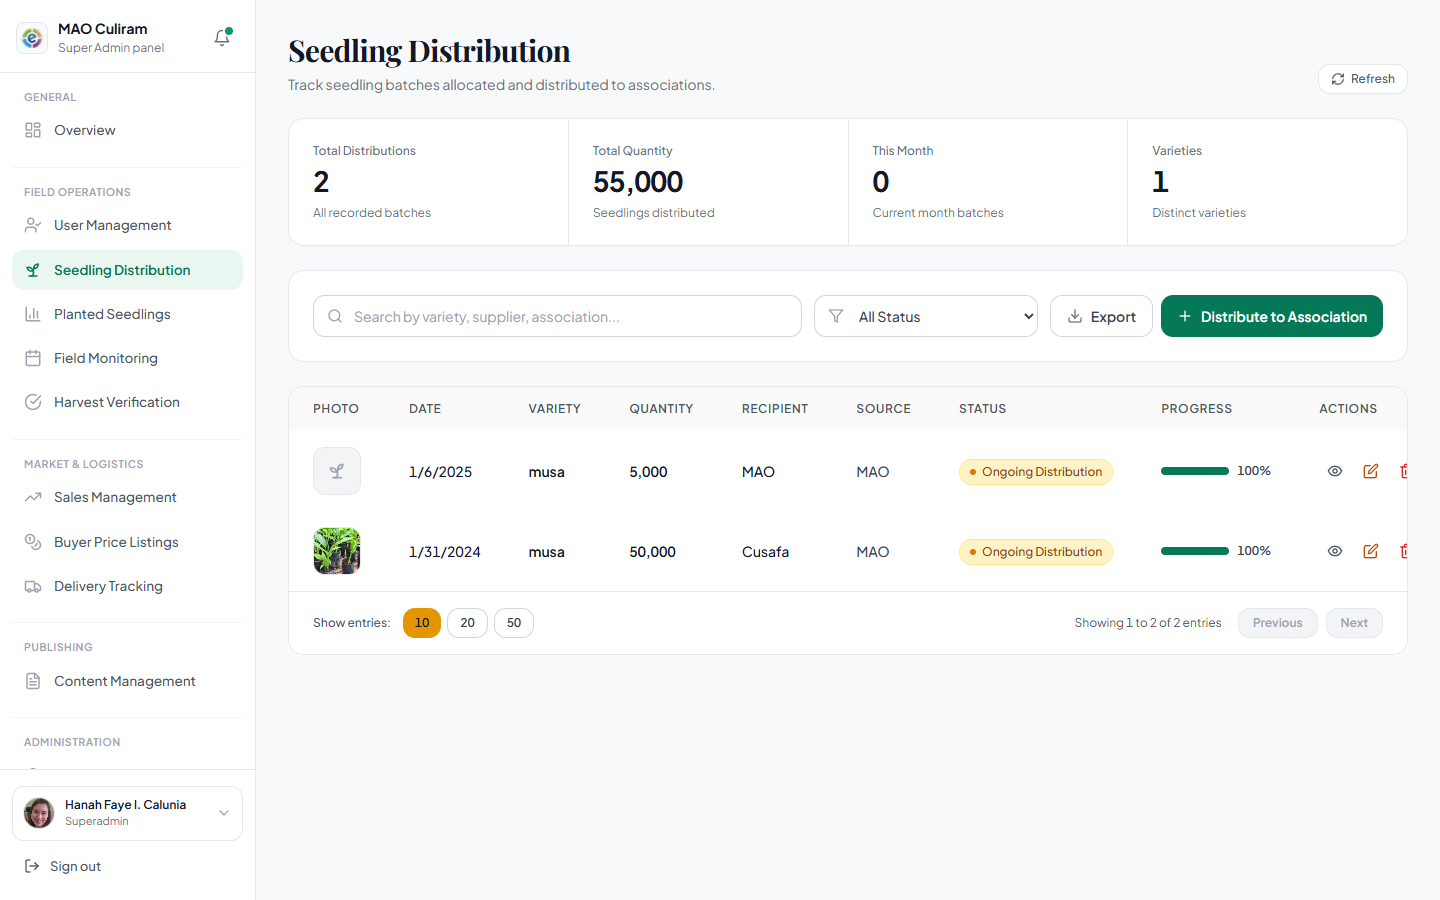 MAO Culiram
Super Admin panel
GENERAL
Overview
FIELD OPERATIONS
User Management
Seedling Distribution
Planted Seedlings
Field Monitoring
Harvest Verification
MARKET & LOGISTICS
Sales Management
Buyer Price Listings
Delivery Tracking
PUBLISHING
Content Management
ADMINISTRATION
Hanah Faye I. Calunia
Superadmin
Sign out
Seedling Distribution
Track seedling batches allocated and distributed to associations.
Refresh
Total Distributions
2
All recorded batches
Total Quantity
55,000
Seedlings distributed
This Month
0
Current month batches
Varieties
1
Distinct varieties
Search by variety, supplier, association...
All Status
Export
Distribute to Association
PHOTO DATE VARIETY QUANTITY RECIPIENT SOURCE STATUS PROGRESS ACTIONS
1/6/2025 musa 5,000 MAO MAO Ongoing Distribution 100%
1/31/2024 musa 50,000 Cusafa MAO Ongoing Distribution 100%
Show entries: 10 20 50
Showing 1 to 2 of 2 entries Previous Next